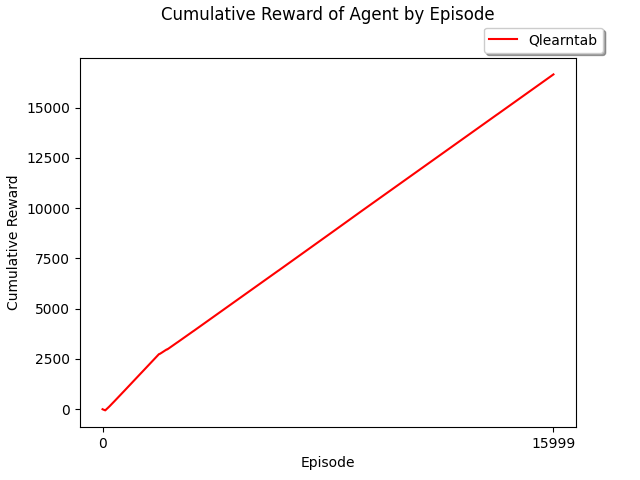 Cumulative Reward of Agent by Episode
Qlearntab
15000
12500
10000
7500
5000
2500
0
Cumulative Reward
0
15999
Episode